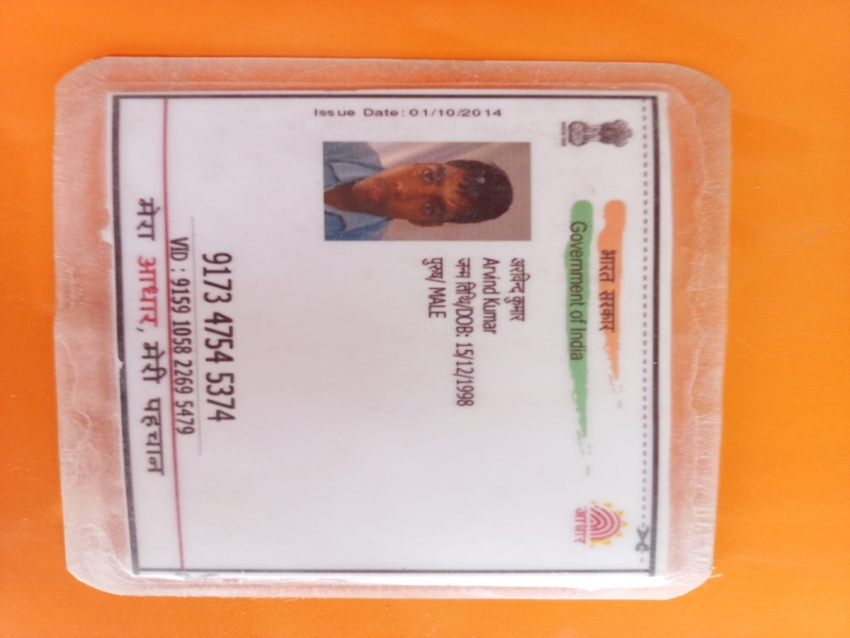 भारत सरकार
Government of India
Issue Date: 01/10/2014
अरविन्द कुमार
Arvind Kumar
जन्म तिथि/DOB: 15/12/1998
पुरुष/ MALE
9173 4754 5374
VID : 9159 1058 2269 5479
मेरा आधार, मेरी पहचान
आधार